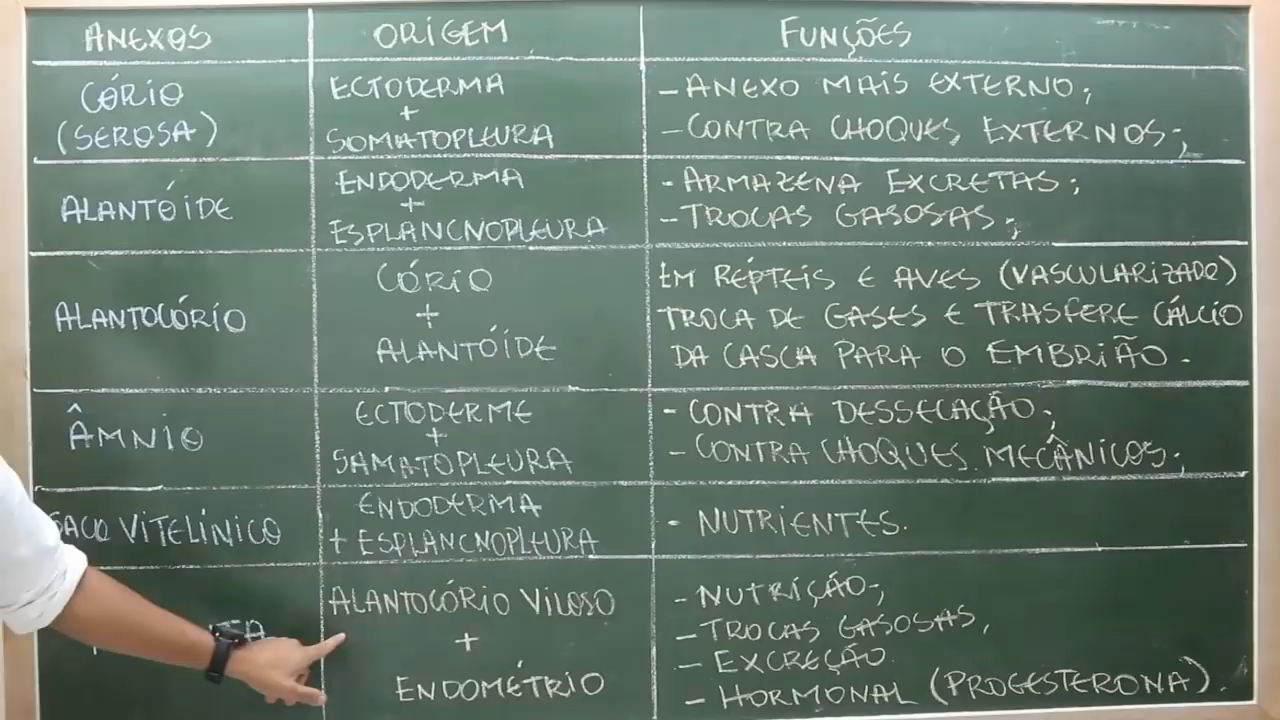 ANEXOS ORIGEM FUNÇÕES
CÓRIO
(SEROSA)
ECTODERMA
+
SOMATOPLEURA
- ANEXO MAIS EXTERNO;
- CONTRA CHOQUES EXTERNOS;
ALANTÓIDE
ENDODERMA
+
ESPLANCNOPLEURA
- ARMAZENA EXCRETAS;
- TROCAS GASOSAS;
ALANTOCÓRIO
CÓRIO
+
ALANTÓIDE
EM RÉPTEIS E AVES (VASCULARIZADO)
TROCA DE GASES E TRASFERE CÁLCIO
DA CASCA PARA O EMBRIÃO.
ÂMNIO
ECTODERME
+
SAMATOPLEURA
- CONTRA DESSECAÇÃO;
- CONTRA CHOQUES MECÂNICOS;
SACO VITELÍNICO
ENDODERMA
+ ESPLANCNOPLEURA
- NUTRIENTES.
ALANTOCÓRIO VILOSO
+
ENDOMÉTRIO
- NUTRIÇÃO;
- TROCAS GASOSAS,
- EXCREÇÃO
- HORMONAL (PROGESTERONA).